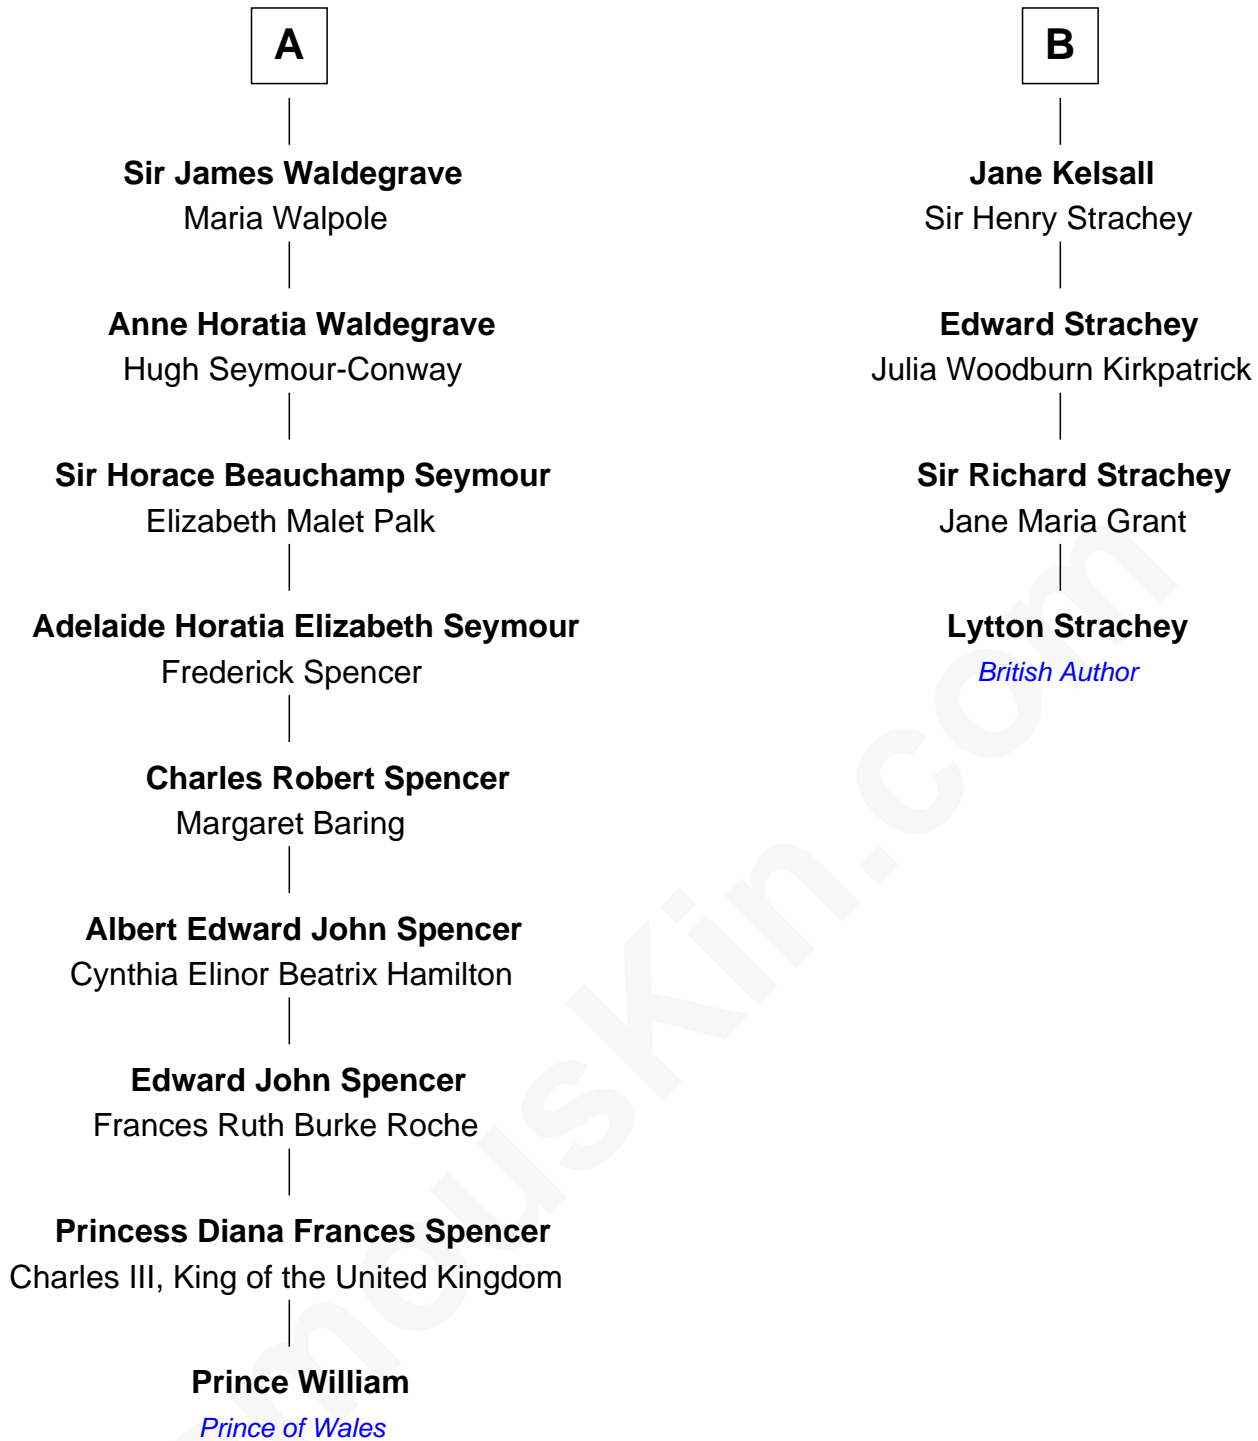 A
Sir James Waldegrave
Maria Walpole
Anne Horatia Waldegrave
Hugh Seymour-Conway
Sir Horace Beauchamp Seymour
Elizabeth Malet Palk
Adelaide Horatia Elizabeth Seymour
Frederick Spencer
Charles Robert Spencer
Margaret Baring
Albert Edward John Spencer
Cynthia Elinor Beatrix Hamilton
Edward John Spencer
Frances Ruth Burke Roche
Princess Diana Frances Spencer
Charles III, King of the United Kingdom
Prince William
Prince of Wales
B
Jane Kelsall
Sir Henry Strachey
Edward Strachey
Julia Woodburn Kirkpatrick
Sir Richard Strachey
Jane Maria Grant
Lytton Strachey
British Author
mouskin.com